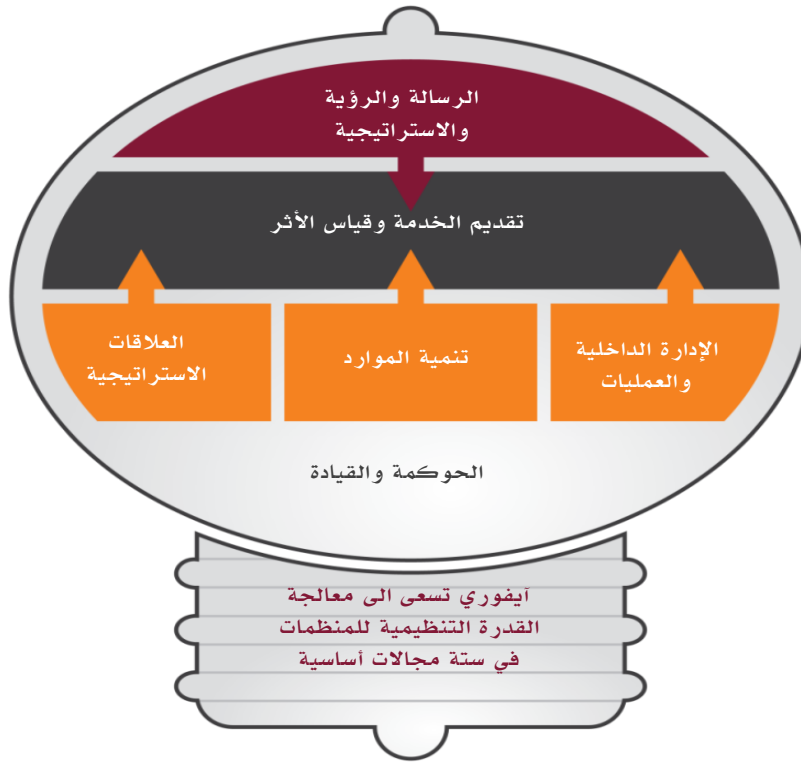 الرسالة والرؤية
والاستراتيجية
تقديم الخدمة وقياس الأثر
الإدارة الداخلية
والعمليات
تنمية الموارد
العلاقات
الاستراتيجية
الحوكمة والقيادة
آيفوري تسعى الى معالجة
القدرة التنظيمية للمنظمات
في ستة مجالات أساسية